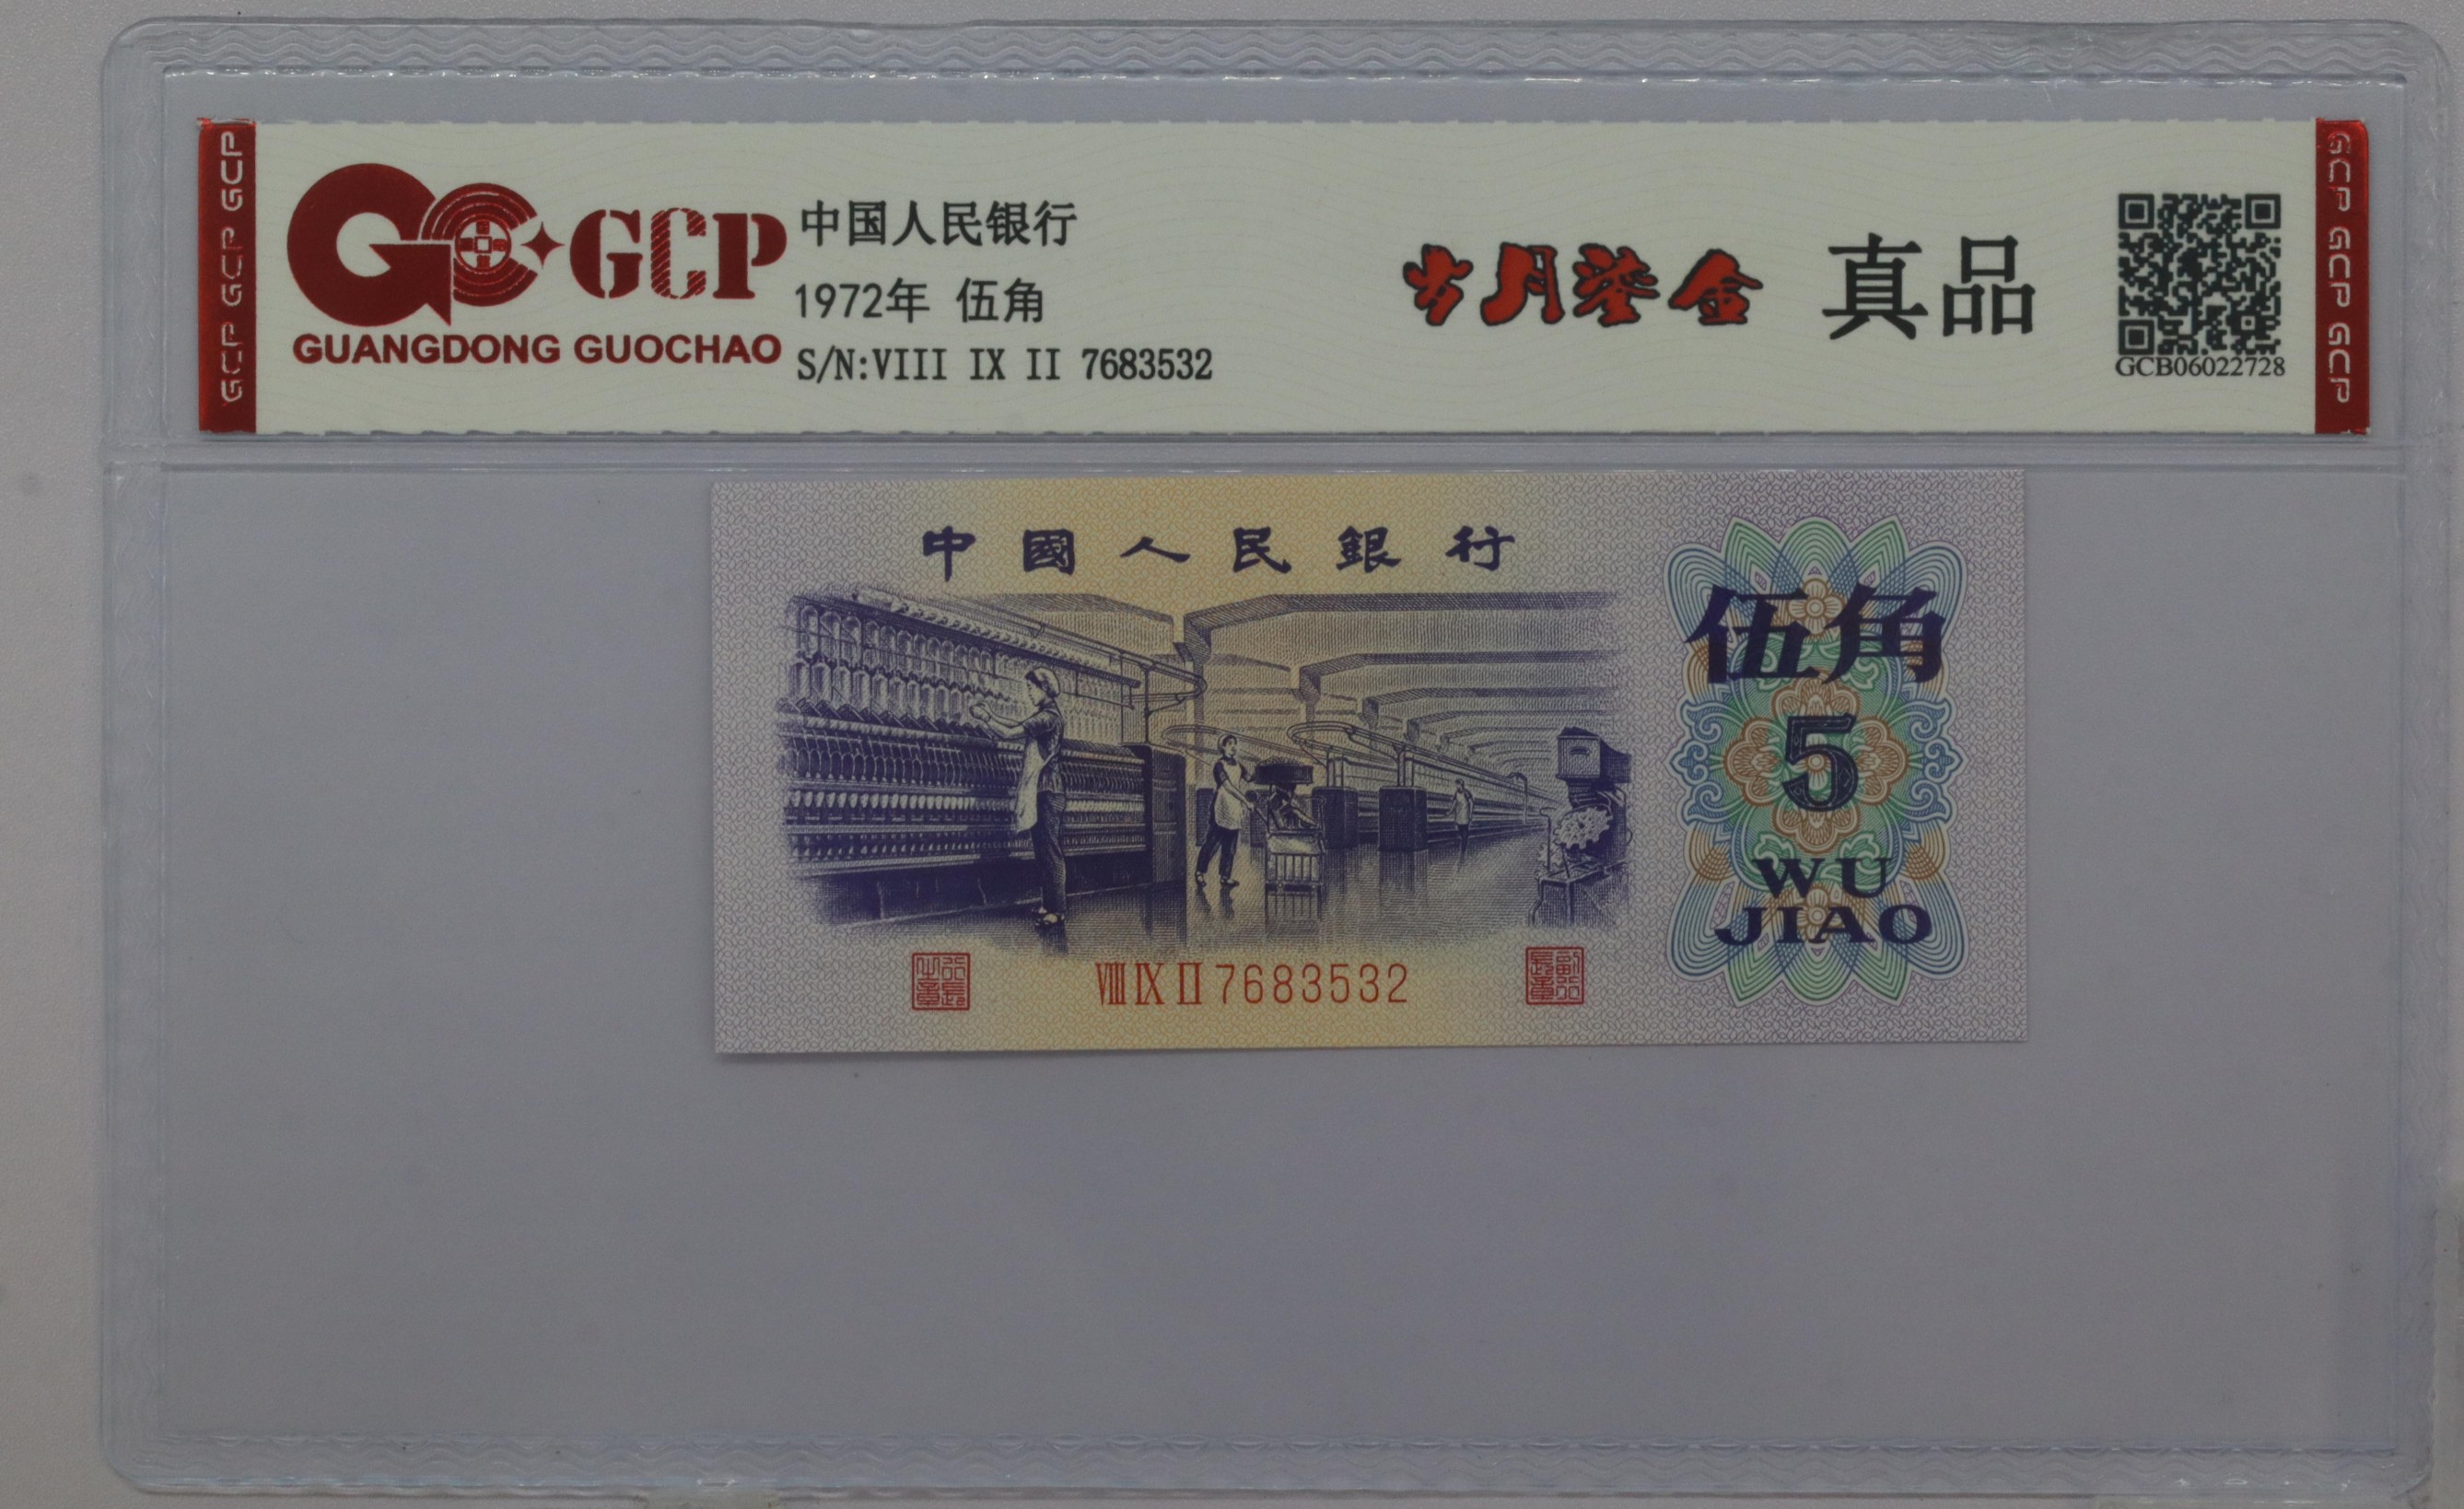 GCP GCP GCP
GCP
GUANGDONG GUOCHAO
中国人民银行
1972年 伍角
S/N:VIII IX II 7683532
岁月鎏金 真品
GCB06022728
GCP GCP GCP
中國人民銀行
伍角
5
WU
JIAO
VIII IX II 7683532